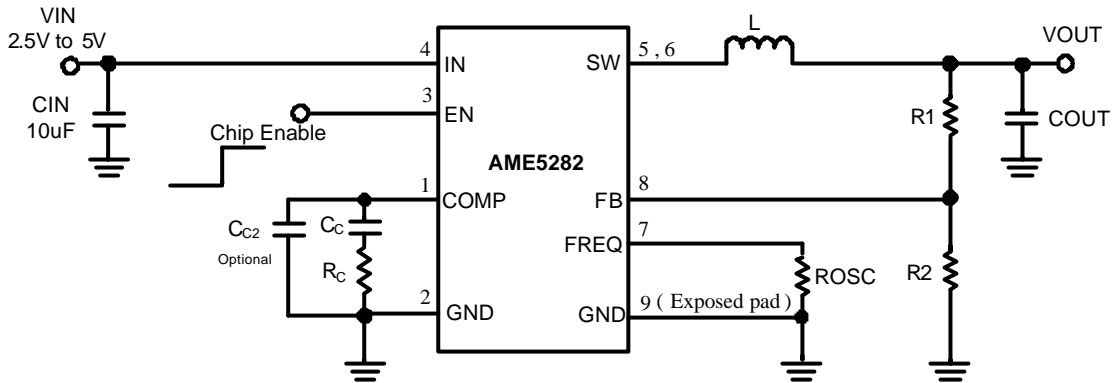 VIN
2.5V to 5V
CIN
10uF
Chip Enable
4
IN
3
EN
1
COMP
2
GND
AME5282
CC2
Optional
CC
RC
SW
5 , 6
FB
8
FREQ
7
GND
9 ( Exposed pad )
L
VOUT
R1
COUT
R2
ROSC